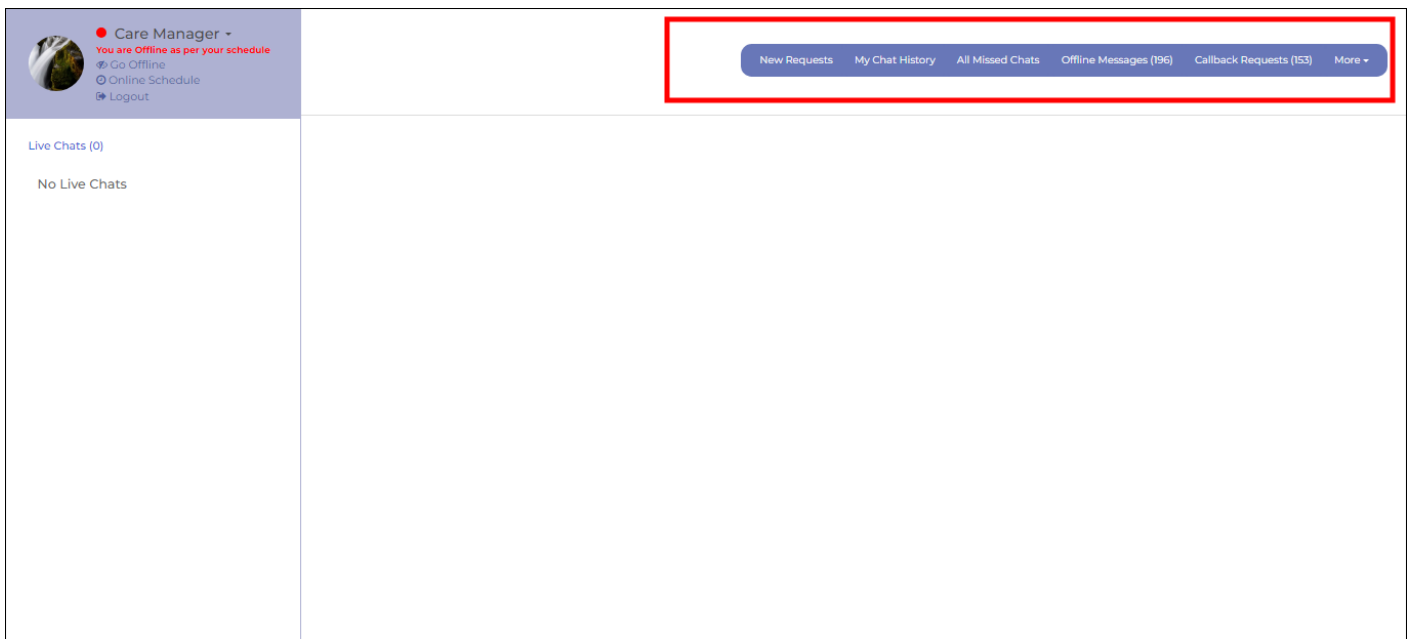 Care Manager
You are Offline as per your schedule
Go Offline
Online Schedule
Logout
New Requests My Chat History All Missed Chats Offline Messages (196) Callback Requests (153) More
Live Chats (0)
No Live Chats